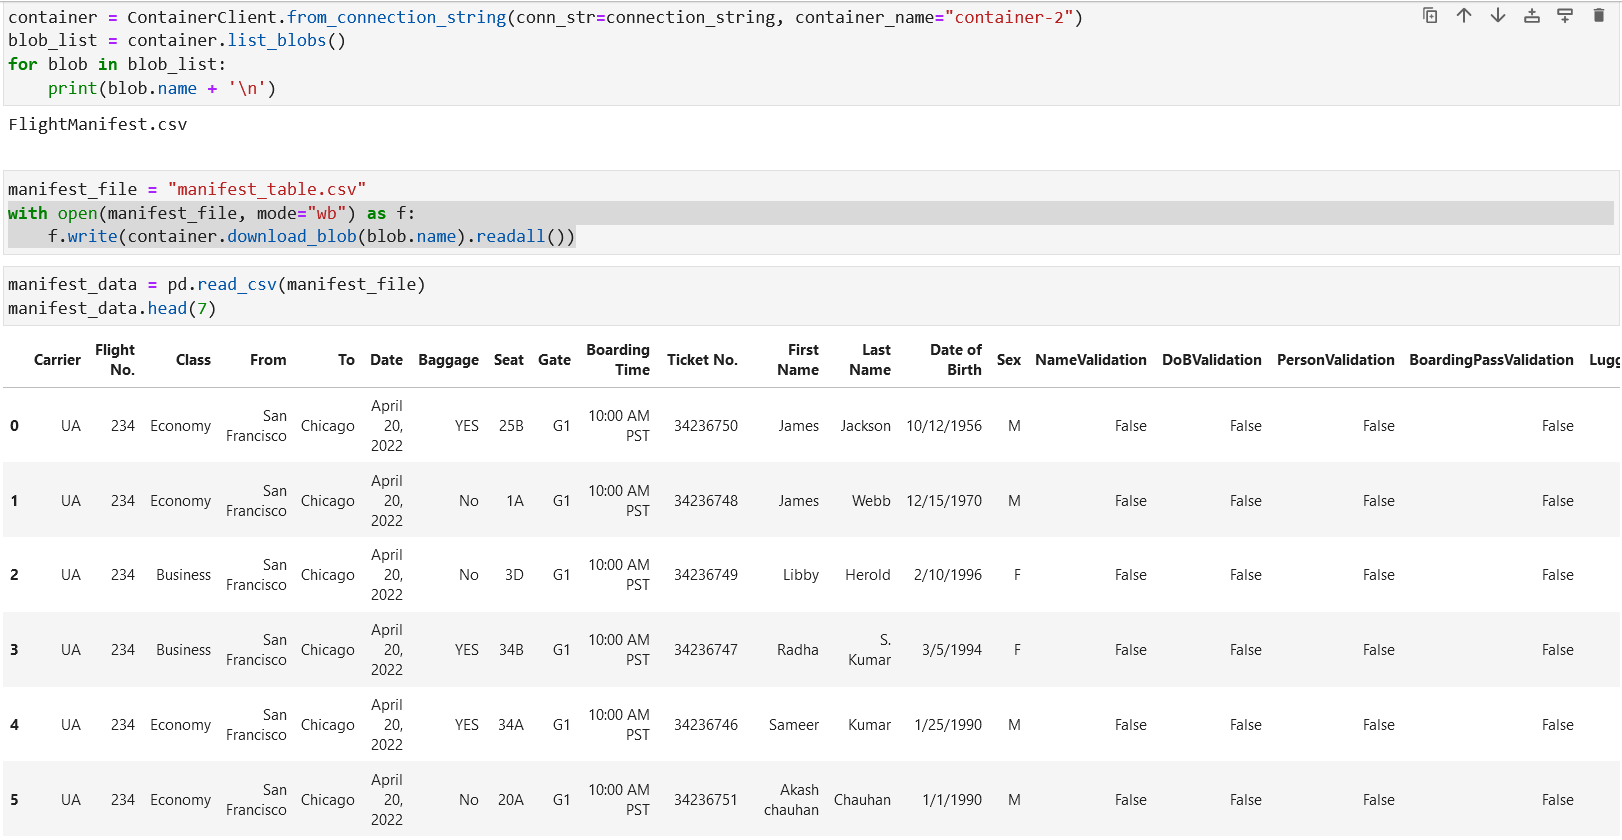 container = ContainerClient.from_connection_string(conn_str=connection_string, container_name="container-2")
blob_list = container.list_blobs()
for blob in blob_list:
    print(blob.name + '\n')
FlightManifest.csv
manifest_file = "manifest_table.csv"
with open(manifest_file, mode="wb") as f:
    f.write(container.download_blob(blob.name).readall())
manifest_data = pd.read_csv(manifest_file)
manifest_data.head(7)
Carrier Flight No. Class From To Date Baggage Seat Gate Boarding Time Ticket No. First Name Last Name Date of Birth Sex NameValidation DoBValidation PersonValidation BoardingPassValidation Lugg
0 UA 234 Economy San Francisco Chicago April 20, 2022 YES 25B G1 10:00 AM PST 34236750 James Jackson 10/12/1956 M False False False False
1 UA 234 Economy San Francisco Chicago April 20, 2022 No 1A G1 10:00 AM PST 34236748 James Webb 12/15/1970 M False False False False
2 UA 234 Business San Francisco Chicago April 20, 2022 No 3D G1 10:00 AM PST 34236749 Libby Herold 2/10/1996 F False False False False
3 UA 234 Business San Francisco Chicago April 20, 2022 YES 34B G1 10:00 AM PST 34236747 Radha S. Kumar 3/5/1994 F False False False False
4 UA 234 Economy San Francisco Chicago April 20, 2022 YES 34A G1 10:00 AM PST 34236746 Sameer Kumar 1/25/1990 M False False False False
5 UA 234 Economy San Francisco Chicago April 20, 2022 No 20A G1 10:00 AM PST 34236751 Akash chauhan Chauhan 1/1/1990 M False False False False